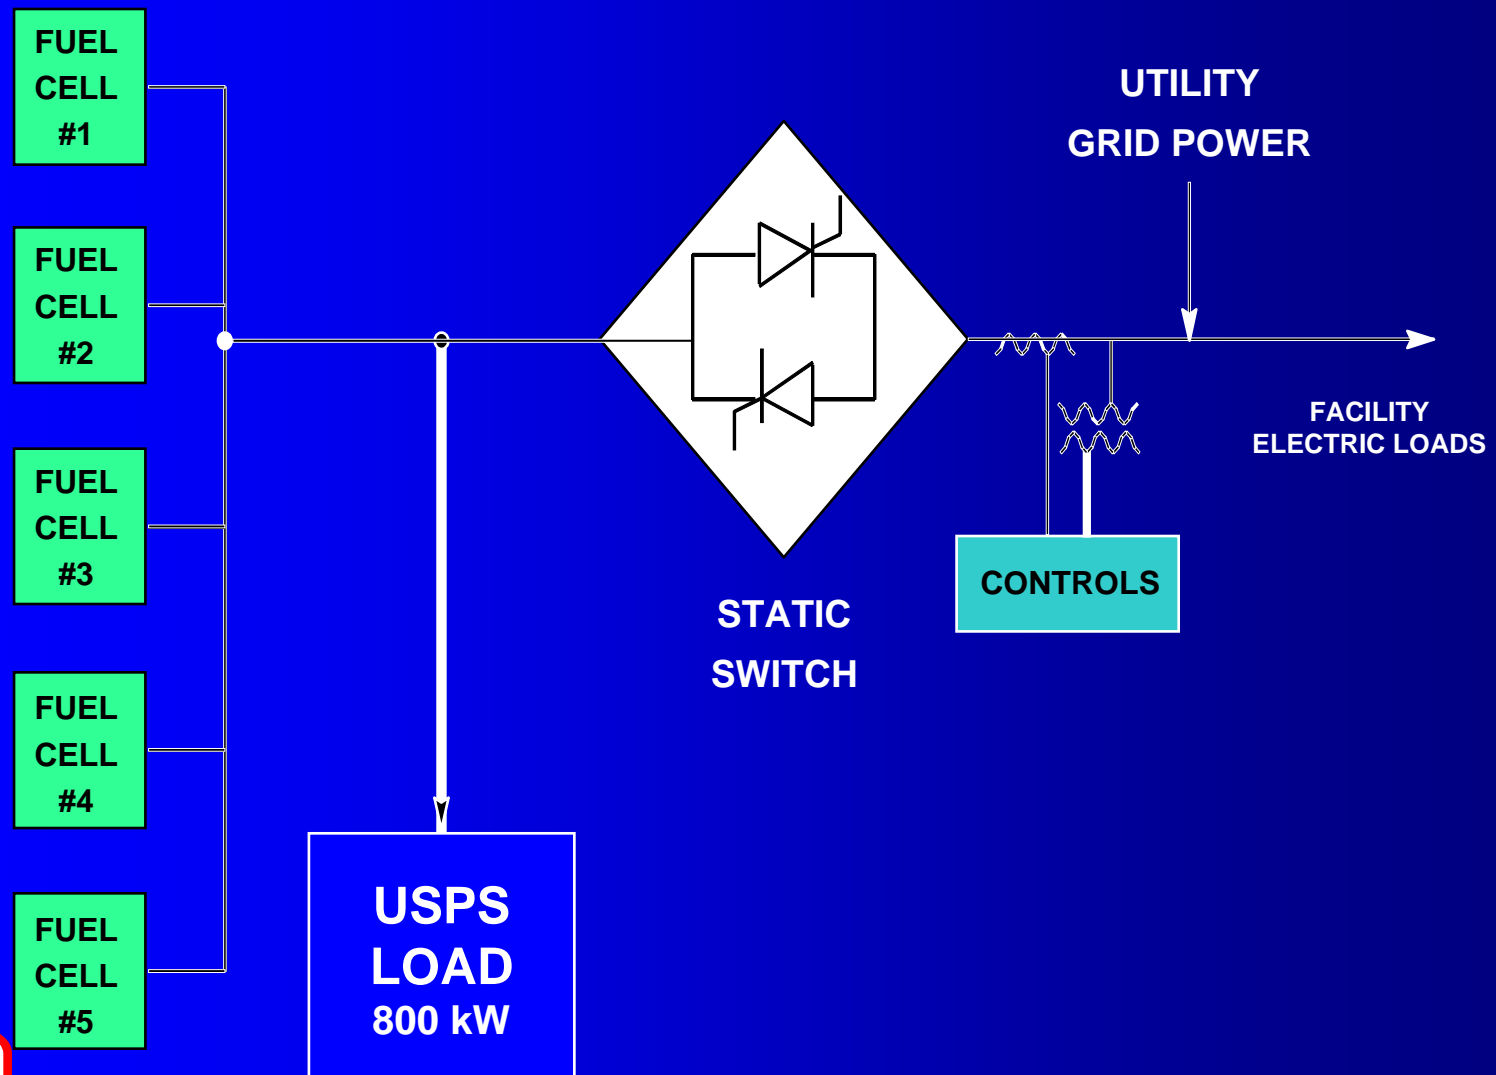 FUEL
CELL
#1
FUEL
CELL
#2
FUEL
CELL
#3
FUEL
CELL
#4
FUEL
CELL
#5
USPS
LOAD
800 kW
STATIC
SWITCH
UTILITY
GRID POWER
FACILITY
ELECTRIC LOADS
CONTROLS